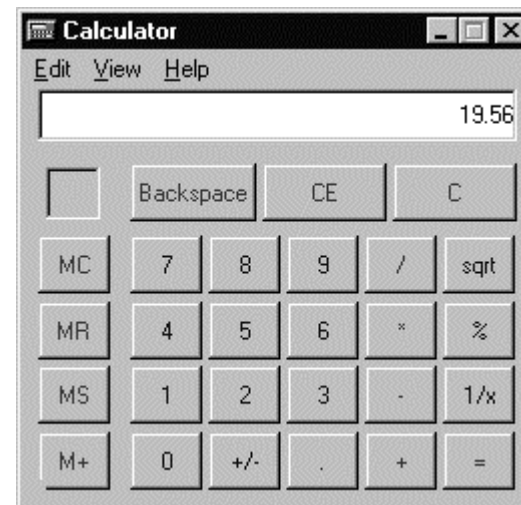 Calculator
Edit View Help
19.56
Backspace CE C
MC 7 8 9 / sqrt
MR 4 5 6 * %
MS 1 2 3 - 1/x
M+ 0 +/- . + =